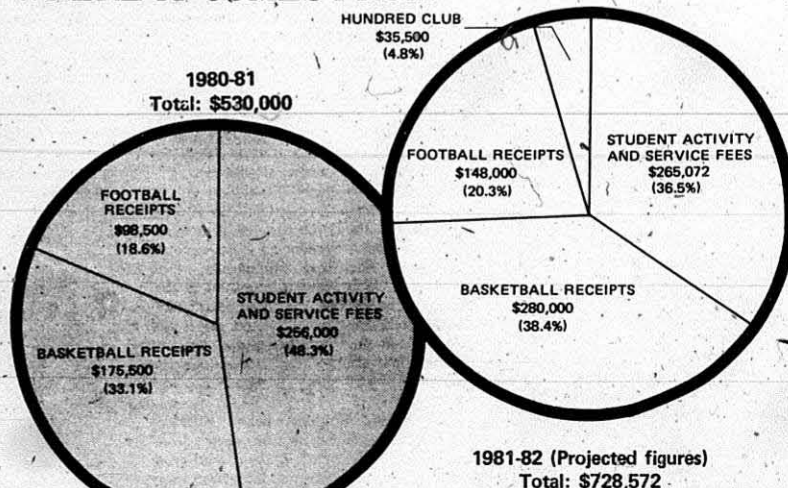 1980-81
Total: $530,000
FOOTBALL
RECEIPTS
$98,500
(18.6%)
STUDENT ACTIVITY
AND SERVICE FEES
$256,000
(48.3%)
BASKETBALL RECEIPTS
$175,500
(33.1%)
HUNDRED CLUB
$35,500
(4.8%)
FOOTBALL RECEIPTS
$148,000
(20.3%)
STUDENT ACTIVITY
AND SERVICE FEES
$265,072
(36.5%)
BASKETBALL RECEIPTS
$280,000
(38.4%)
1981-82 (Projected figures)
Total: $728,572